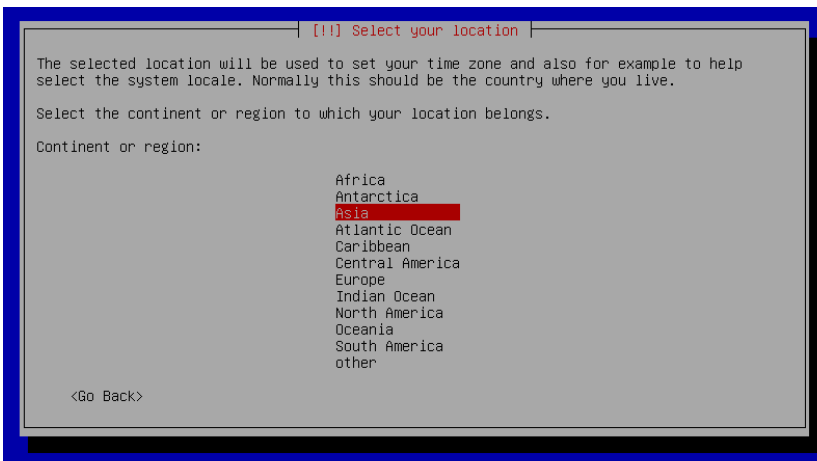 [!!] Select your location
The selected location will be used to set your time zone and also for example to help
select the system locale. Normally this should be the country where you live.
Select the continent or region to which your location belongs.
Continent or region:
Africa
Antarctica
Asia
Atlantic Ocean
Caribbean
Central America
Europe
Indian Ocean
North America
Oceania
South America
other
<Go Back>